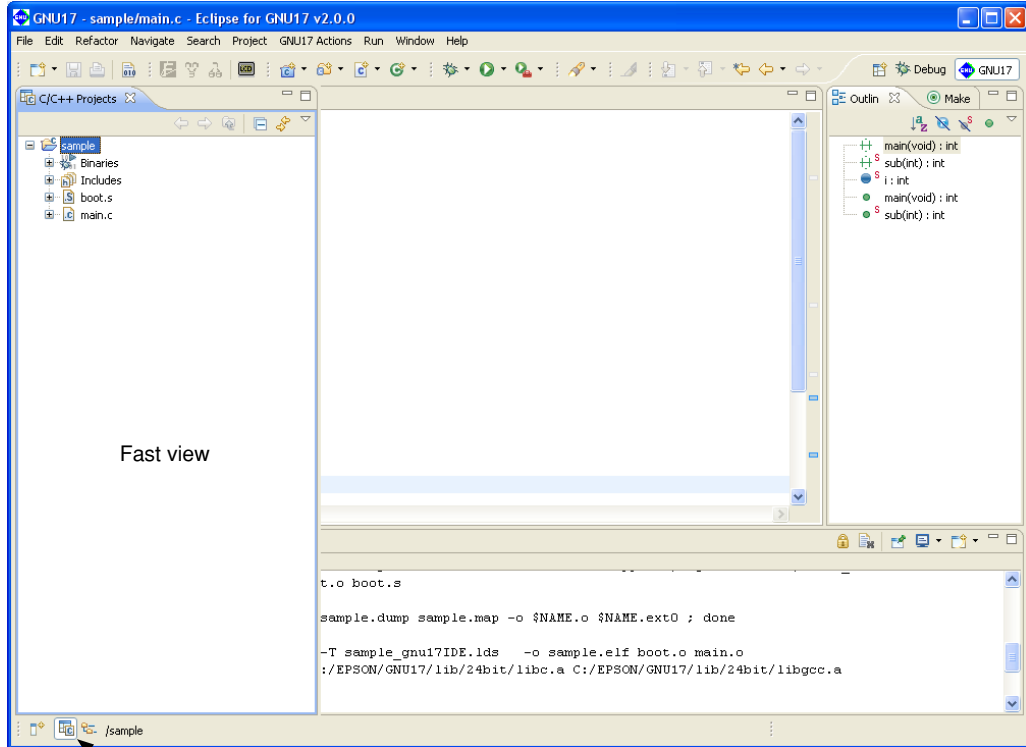 GNU17 - sample/main.c - Eclipse for GNU17 v2.0.0
File Edit Refactor Navigate Search Project GNU17 Actions Run Window Help
010
LCD
Debug
GNU
GNU17
C/C++ Projects
Outlin
Make
sample
Binaries
Includes
boot.s
main.c
main(void) : int
sub(int) : int
i : int
main(void) : int
sub(int) : int
Fast view
t.o boot.s
sample.dump sample.map -o $NAME.o $NAME.ext0 ; done
-T sample_gnu17IDE.lds -o sample.elf boot.o main.o
:/EPSON/GNU17/lib/24bit/libc.a C:/EPSON/GNU17/lib/24bit/libgcc.a
/sample